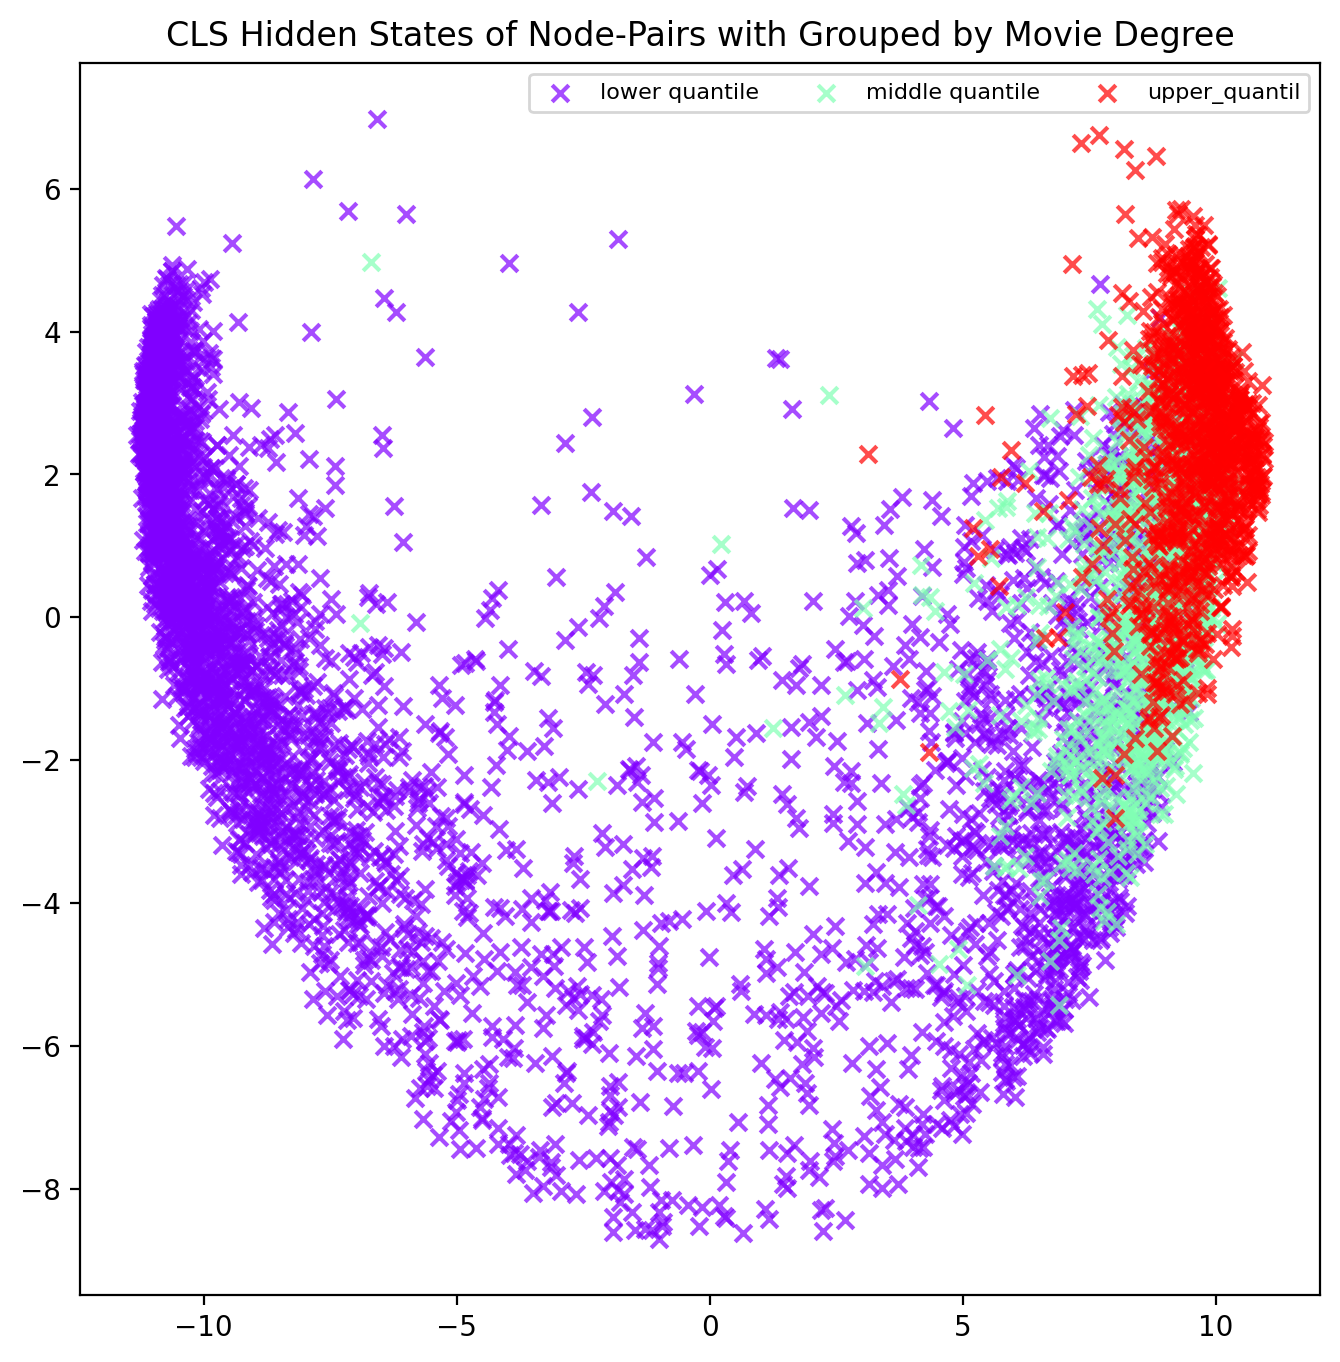 CLS Hidden States of Node-Pairs with Grouped by Movie Degree
lower quantile middle quantile upper_quantil
6
4
2
0
−2
−4
−6
−8
−10 −5 0 5 10